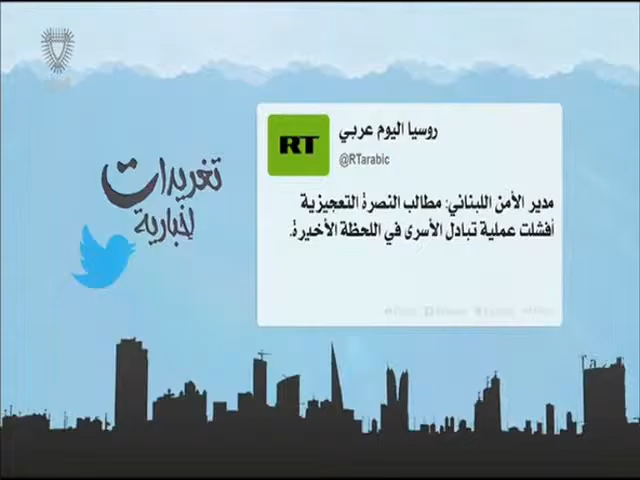 تغريدات
إخبارية
RT
روسيا اليوم عربي
@RTarabic
مدير الأمن اللبناني: مطالب النصرة التعجيزية
أفشلت عملية تبادل الأسرى في اللحظة الأخيرة.